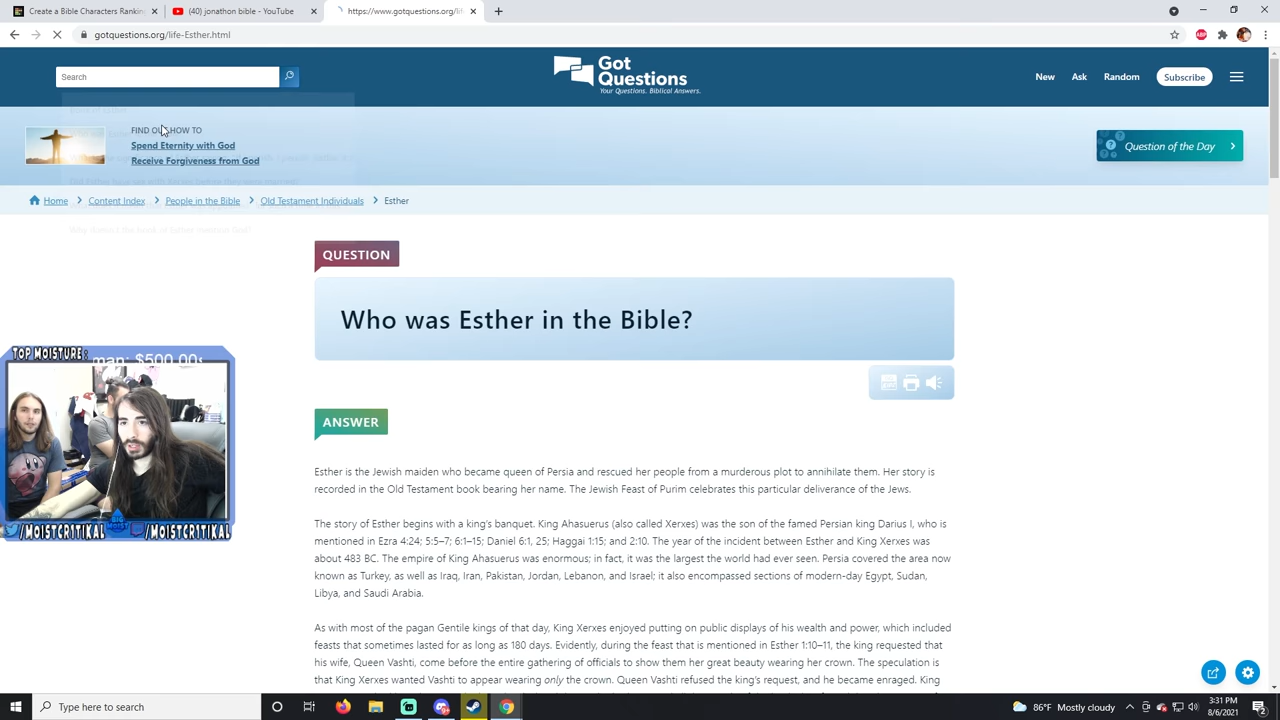 Create a Bible Characters Rankin
(40) jonathon bible - YouTube
https://www.gotquestions.org/life
gotquestions.org/life-Esther.html
Search
Got Questions
Your Questions. Biblical Answers.
New
Ask
Random
Subscribe
FIND OUT HOW TO
Spend Eternity with God
Receive Forgiveness from God
Question of the Day
Home
Content Index
People in the Bible
Old Testament Individuals
Esther
QUESTION
Who was Esther in the Bible?
ANSWER
Esther is the Jewish maiden who became queen of Persia and rescued her people from a murderous plot to annihilate them. Her story is
recorded in the Old Testament book bearing her name. The Jewish Feast of Purim celebrates this particular deliverance of the Jews.
The story of Esther begins with a king's banquet. King Ahasuerus (also called Xerxes) was the son of the famed Persian king Darius I, who is
mentioned in Ezra 4:24; 5:5–7; 6:1–15; Daniel 6:1, 25; Haggai 1:15; and 2:10. The year of the incident between Esther and King Xerxes was
about 483 BC. The empire of King Ahasuerus was enormous; in fact, it was the largest the world had ever seen. Persia covered the area now
known as Turkey, as well as Iraq, Iran, Pakistan, Jordan, Lebanon, and Israel; it also encompassed sections of modern-day Egypt, Sudan,
Libya, and Saudi Arabia.
As with most of the pagan Gentile kings of that day, King Xerxes enjoyed putting on public displays of his wealth and power, which included
feasts that sometimes lasted for as long as 180 days. Evidently, during the feast that is mentioned in Esther 1:10–11, the king requested that
his wife, Queen Vashti, come before the entire gathering of officials to show them her great beauty wearing her crown. The speculation is
that King Xerxes wanted Vashti to appear wearing only the crown. Queen Vashti refused the king's request, and he became enraged. King
TOP MOISTURE:
man: $500.00
BIG MOIST
/MOISTCRITIKAL
/MOISTCRITIKAL
Type here to search
86°F Mostly cloudy
3:31 PM
8/6/2021
2